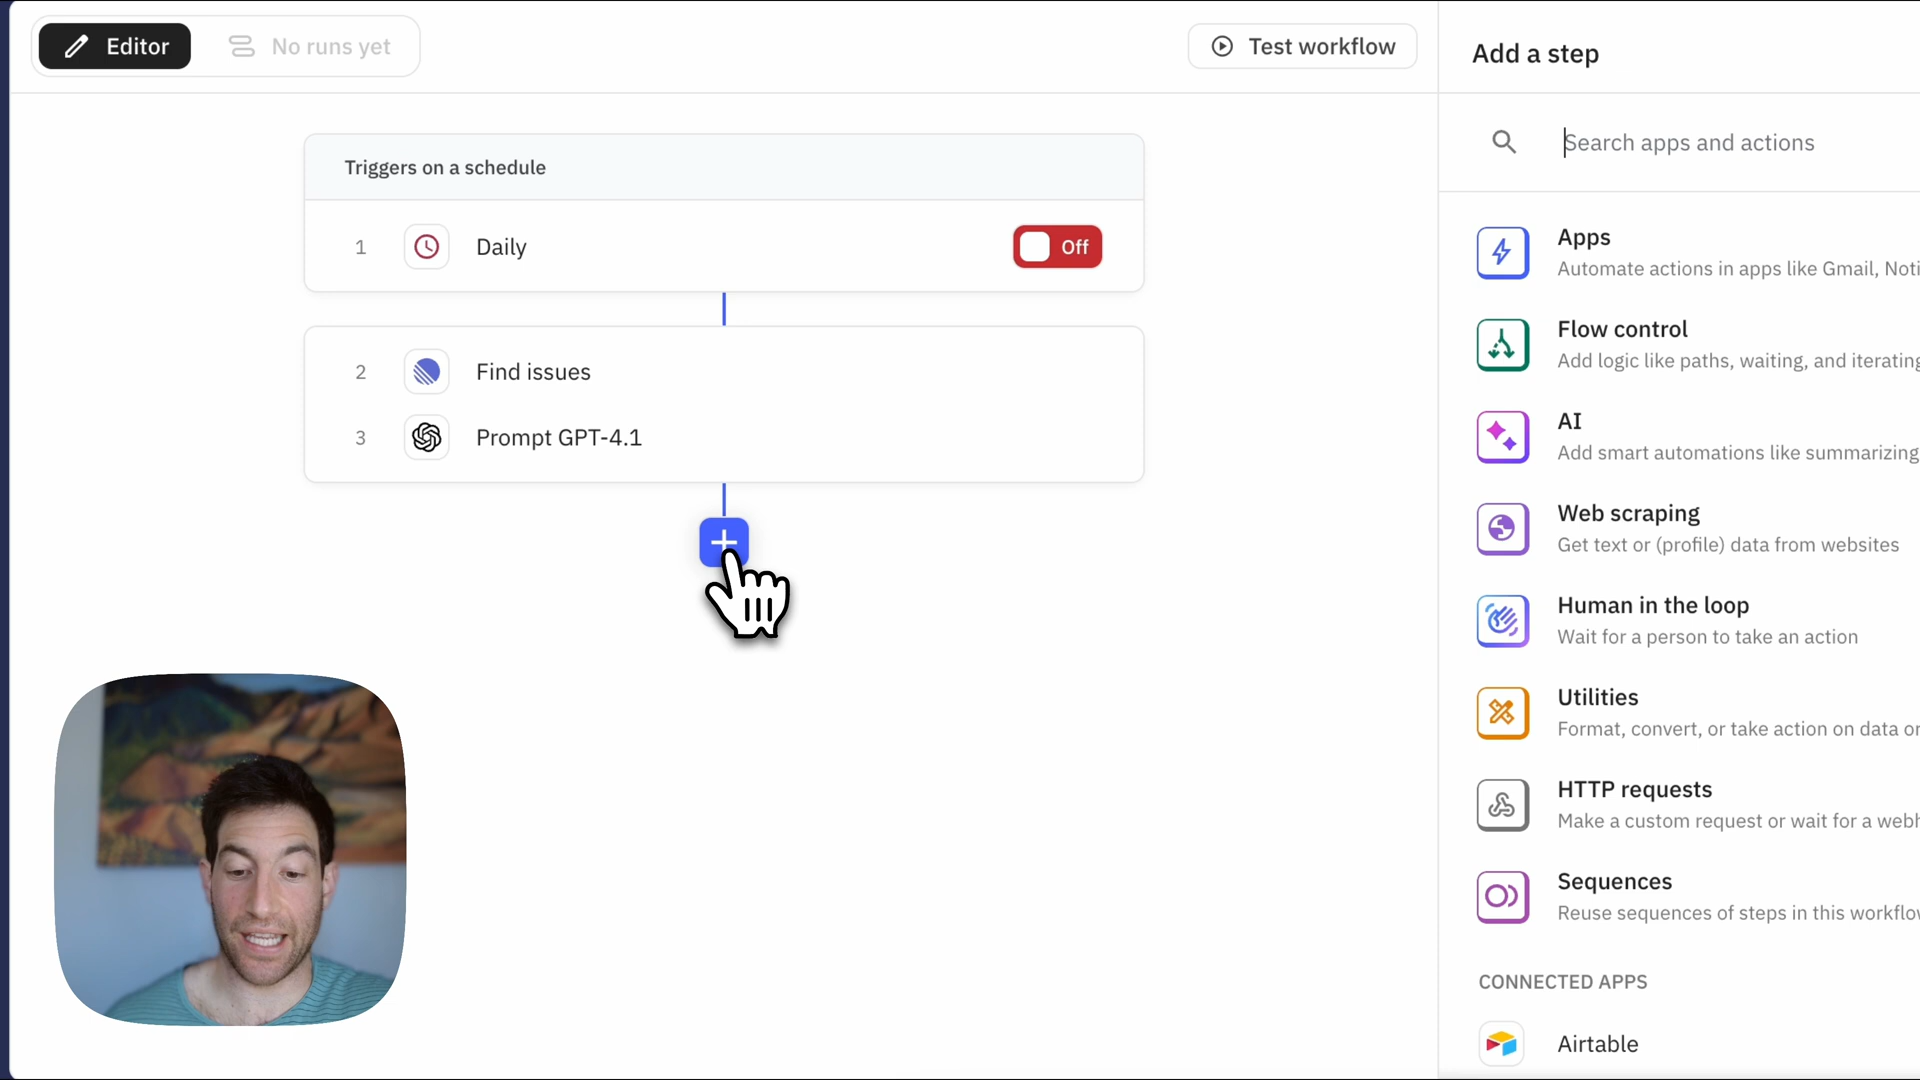 Editor
No runs yet
Test workflow
Triggers on a schedule
1 Daily Off
2 Find issues
3 Prompt GPT-4.1
Add a step
Search apps and actions
Apps
Automate actions in apps like Gmail, Noti
Flow control
Add logic like paths, waiting, and iterating
AI
Add smart automations like summarizing
Web scraping
Get text or (profile) data from websites
Human in the loop
Wait for a person to take an action
Utilities
Format, convert, or take action on data or
HTTP requests
Make a custom request or wait for a webh
Sequences
Reuse sequences of steps in this workflow
CONNECTED APPS
Airtable